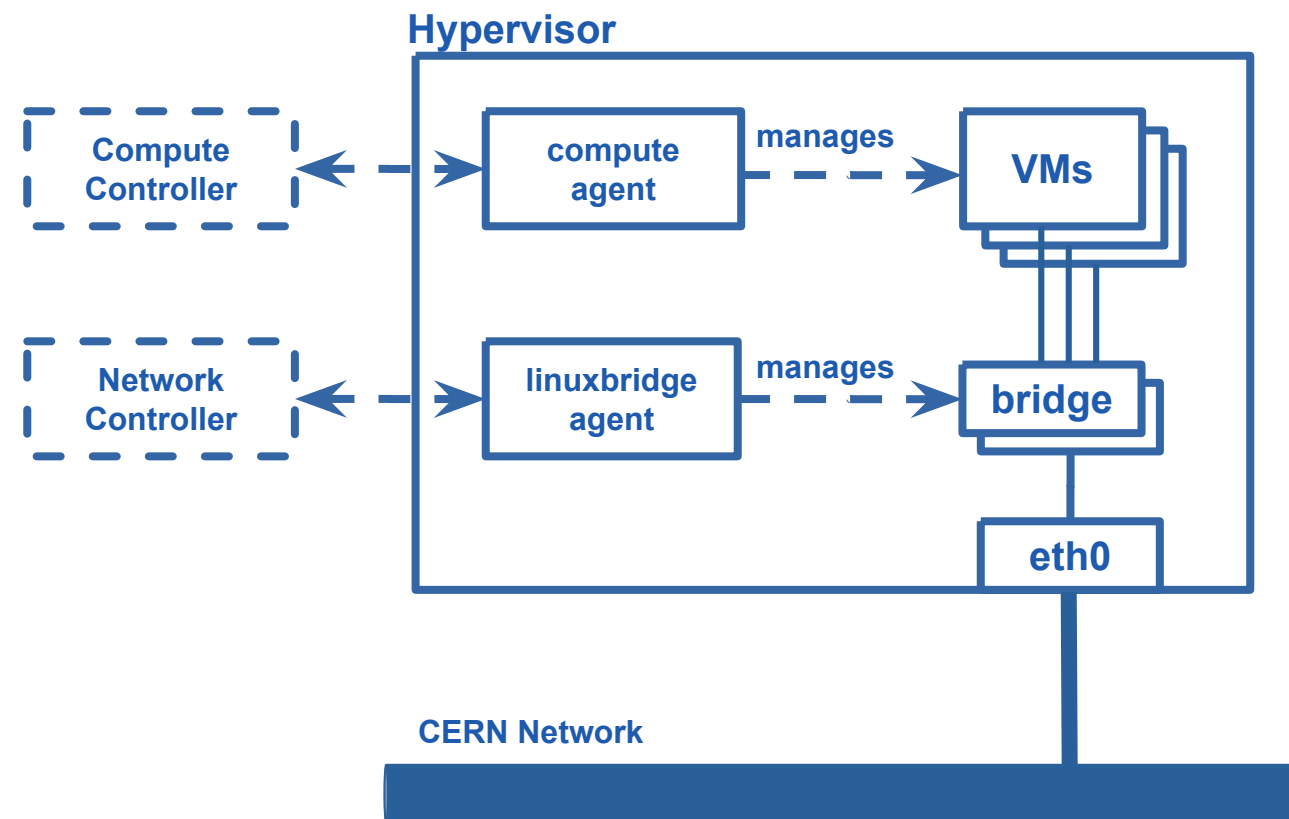 Hypervisor
Compute
Controller
compute
agent
manages
VMs
Network
Controller
linuxbridge
agent
manages
bridge
eth0
CERN Network